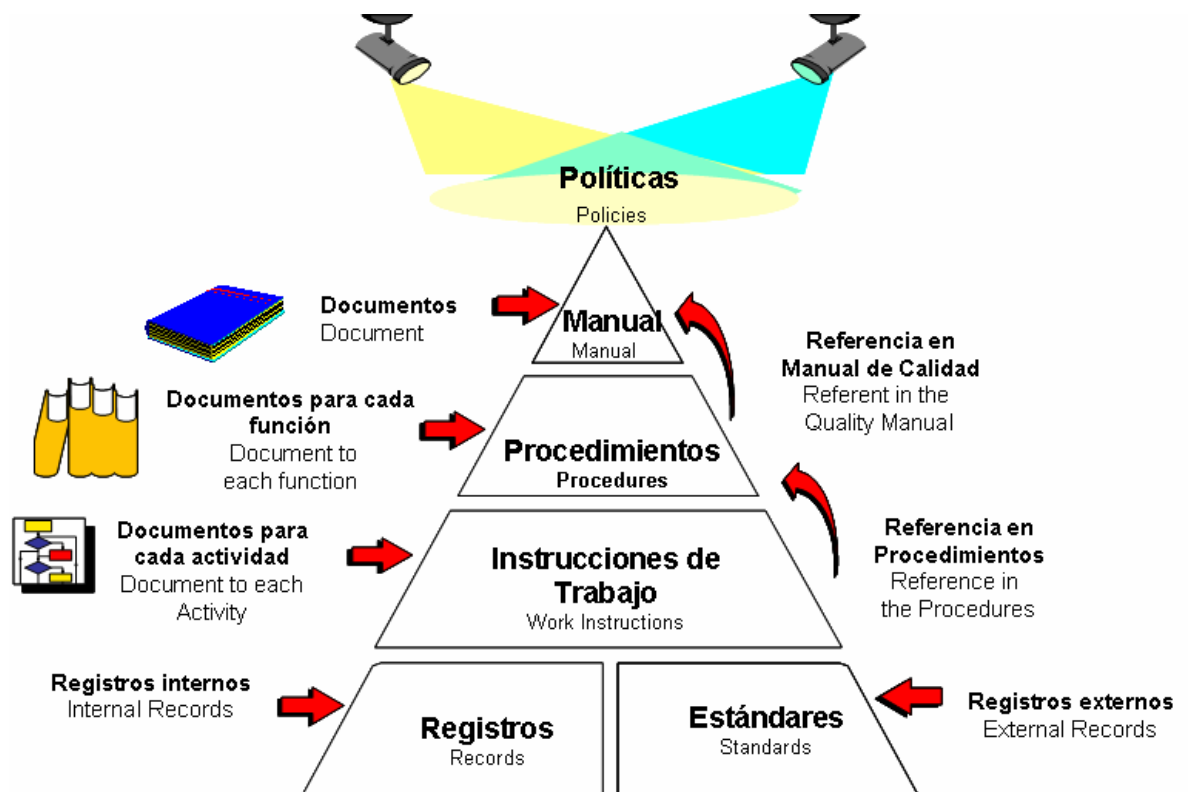 Políticas
Policies
Documentos
Document
Manual
Manual
Referencia en
Manual de Calidad
Referent in the
Quality Manual
Documentos para cada
función
Document to
each function
Procedimientos
Procedures
Documentos para
cada actividad
Document to each
Activity
Instrucciones de
Trabajo
Work Instructions
Referencia en
Procedimientos
Reference in
the Procedures
Registros internos
Internal Records
Registros
Records
Estándares
Standards
Registros externos
External Records